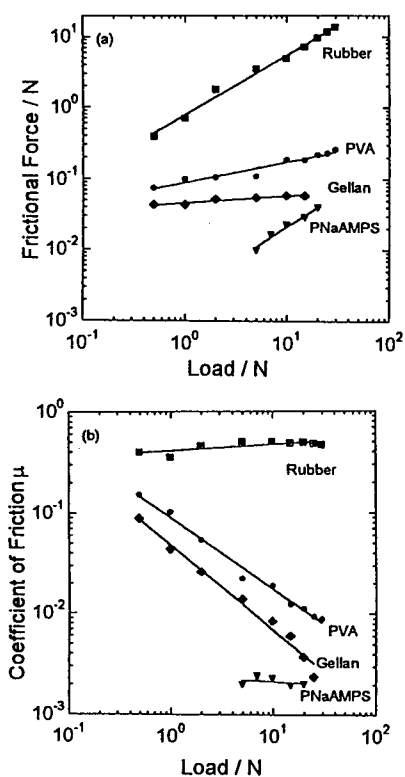 (a)
Frictional Force / N
10²
10¹
10⁰
10⁻¹
10⁻²
10⁻³
Rubber
PVA
Gellan
PNaAMPS
10⁻¹ 10⁰ 10¹ 10²
Load / N
(b)
Coefficient of Friction μ
10⁰
10⁻¹
10⁻²
10⁻³
Rubber
PVA
Gellan
PNaAMPS
10⁻¹ 10⁰ 10¹ 10²
Load / N